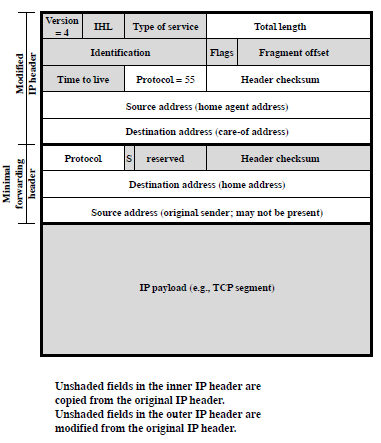 Version = 4
IHL
Type of service
Total length
Identification
Flags
Fragment offset
Time to live
Protocol = 55
Header checksum
Source address (home agent address)
Destination address (care-of address)
Modified IP header
Protocol
S
reserved
Header checksum
Destination address (home address)
Source address (original sender; may not be present)
Minimal forwarding header
IP payload (e.g., TCP segment)
Unshaded fields in the inner IP header are
copied from the original IP header.
Unshaded fields in the outer IP header are
modified from the original IP header.